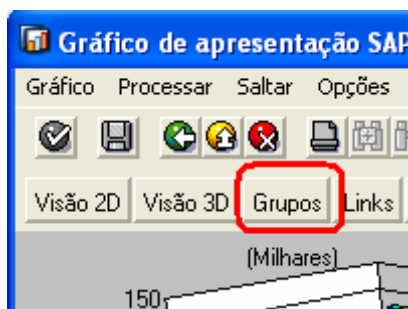 Gráfico de apresentação SAP
Gráfico Processar Saltar Opções
Visão 2D Visão 3D Grupos Links
(Milhares)
150